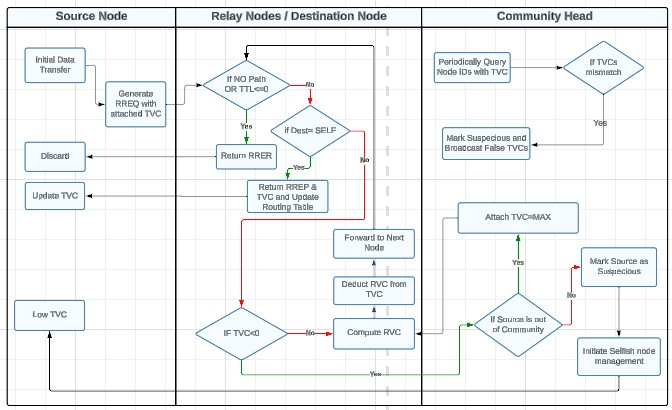 Source Node
Relay Nodes / Destination Node
Community Head
Initial Data
Transfer
Generate
RREQ with
attached TVC
Discard
Update TVC
Low TVC
If NO Path
OR TTL<=0
No
Yes
if Dest= SELF
No
Yes
Return RRER
Return RREP &
TVC and Update
Routing Table
Forward to Next
Node
Deduct RVC from
TVC
Compute RVC
IF TVC<0
No
Yes
Periodically Query
Node IDs with TVC
If TVCs
mismatch
Yes
Mark Suspicious and
Broadcast False TVCs
Attach TVC=MAX
Yes
Mark Source as
Suspicious
No
If Source is out
of Community
Initiate Selfish node
management